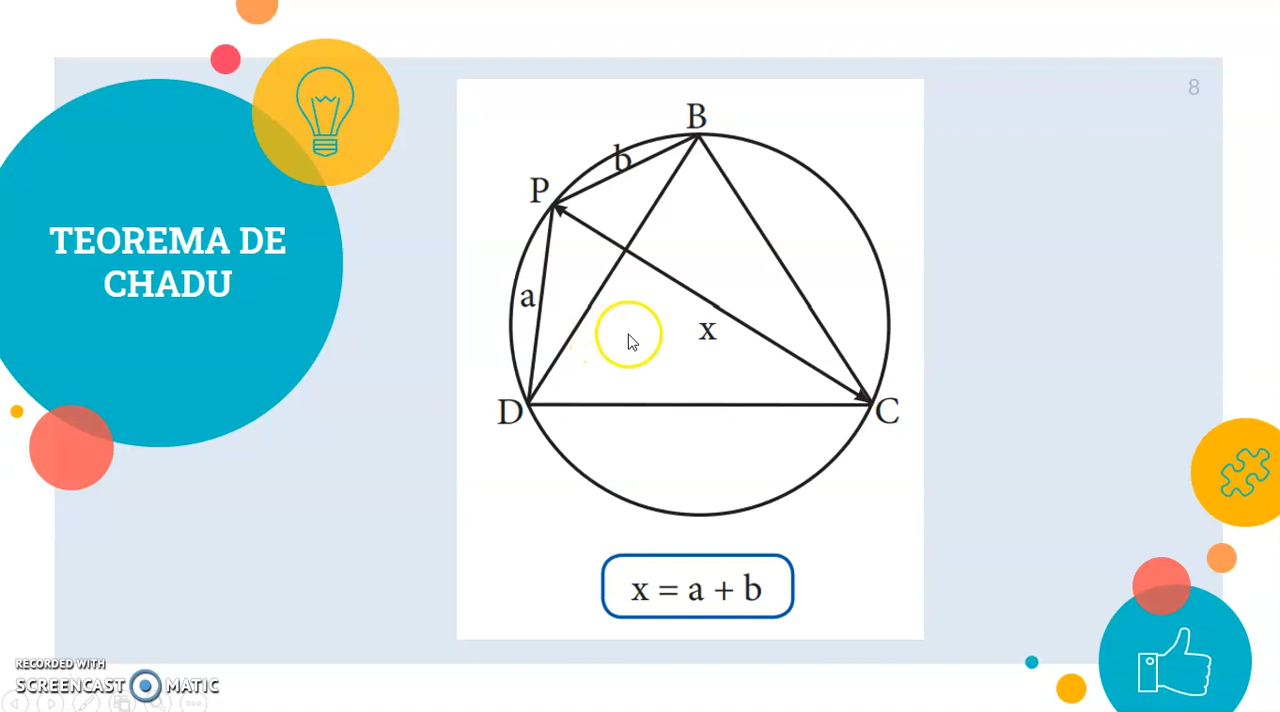 8
TEOREMA DE
CHADU
B
b
P
a
x
D
C
x = a + b
RECORDED WITH
SCREENCAST MATIC